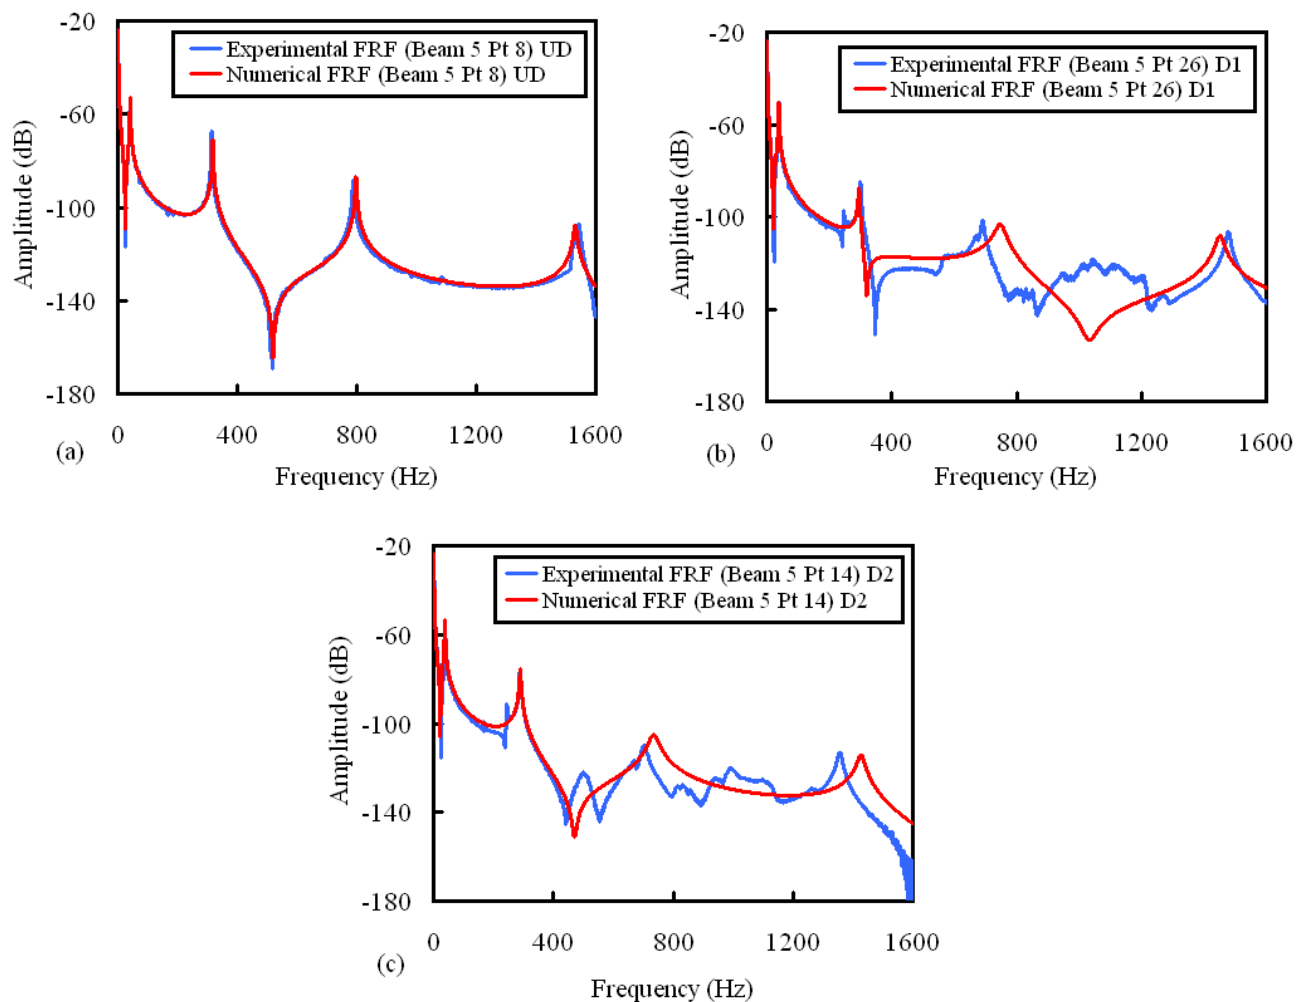 -20
-60
-100
-140
-180
Amplitude (dB)
Experimental FRF (Beam 5 Pt 8) UD
Numerical FRF (Beam 5 Pt 8) UD
0
400
800
1200
1600
(a)
Frequency (Hz)
-20
-60
-100
-140
-180
Amplitude (dB)
Experimental FRF (Beam 5 Pt 26) D1
Numerical FRF (Beam 5 Pt 26) D1
0
400
800
1200
1600
(b)
Frequency (Hz)
-20
-60
-100
-140
-180
Amplitude (dB)
Experimental FRF (Beam 5 Pt 14) D2
Numerical FRF (Beam 5 Pt 14) D2
0
400
800
1200
1600
(c)
Frequency (Hz)